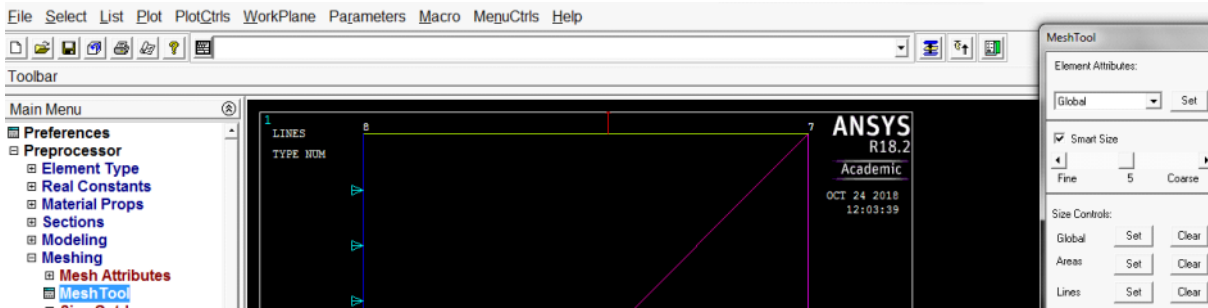 File Select List Plot PlotCtrls WorkPlane Parameters Macro MenuCtrls Help
Toolbar
Main Menu
Preferences
Preprocessor
Element Type
Real Constants
Material Props
Sections
Modeling
Meshing
Mesh Attributes
MeshTool
1
LINES
TYPE NUM
8
7
ANSYS
R18.2
Academic
OCT 24 2018
12:03:39
MeshTool
Element Attributes:
Global Set
Smart Size
Fine 5 Coarse
Size Controls:
Global Set Clear
Areas Set Clear
Lines Set Clear